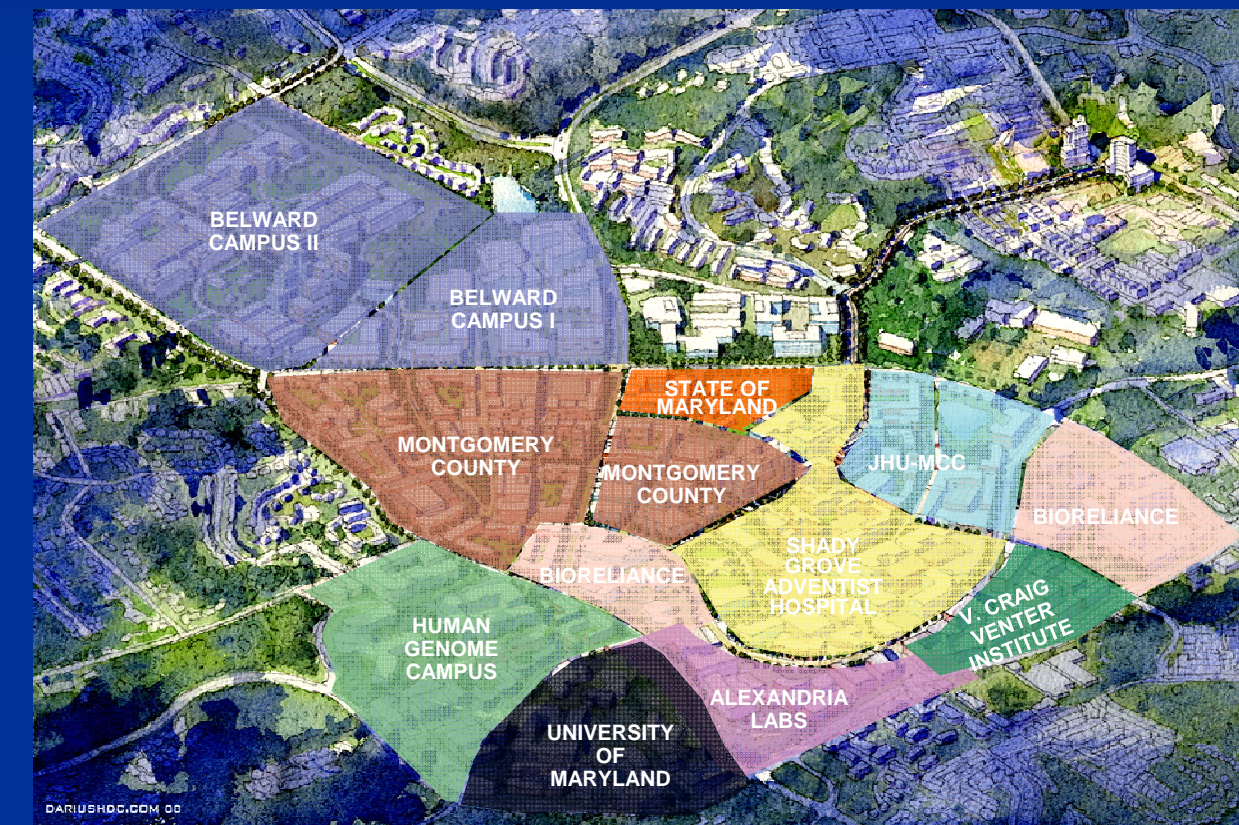 BELWARD
CAMPUS II
BELWARD
CAMPUS I
STATE OF
MARYLAND
MONTGOMERY
COUNTY
MONTGOMERY
COUNTY
JHU-MCC
BIORELIANCE
SHADY
GROVE
ADVENTIST
HOSPITAL
BIORELIANCE
V. CRAIG
VENTER
INSTITUTE
HUMAN
GENOME
CAMPUS
ALEXANDRIA
LABS
UNIVERSITY
OF
MARYLAND
DARIUSHDC.COM 00